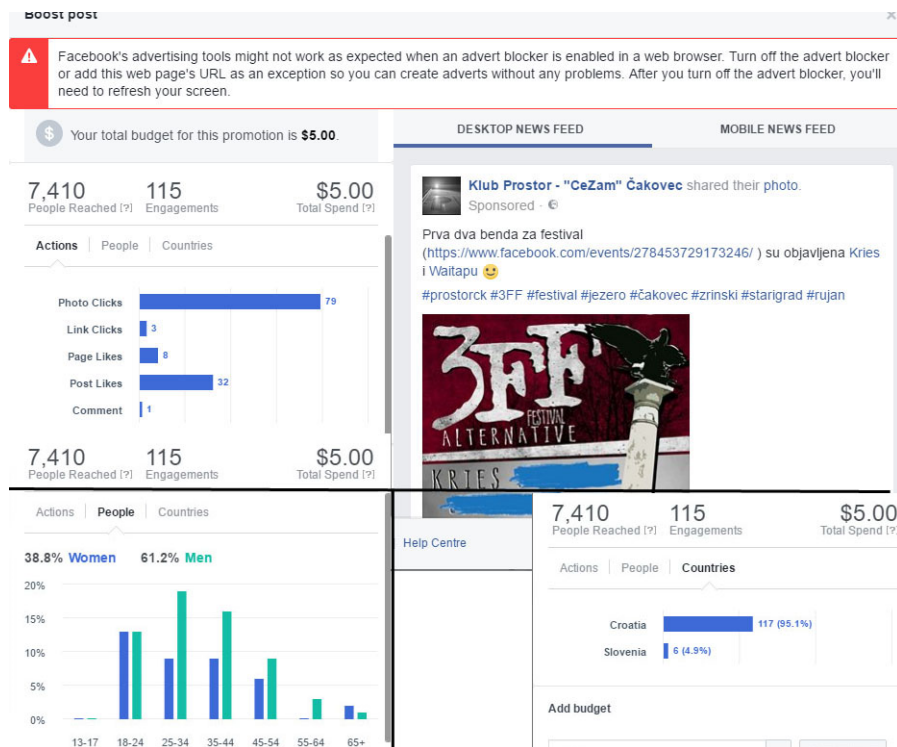 Boost post
Facebook's advertising tools might not work as expected when an advert blocker is enabled in a web browser. Turn off the advert blocker
or add this web page's URL as an exception so you can create adverts without any problems. After you turn off the advert blocker, you'll
need to refresh your screen.
$ Your total budget for this promotion is $5.00.
7,410 115 $5.00
People Reached [?] Engagements Total Spend [?]
Actions People Countries
Photo Clicks 79
Link Clicks 3
Page Likes 8
Post Likes 32
Comment 1
7,410 115 $5.00
People Reached [?] Engagements Total Spend [?]
DESKTOP NEWS FEED MOBILE NEWS FEED
Klub Prostor - "CeZam" Čakovec shared their photo.
Sponsored ·
Prva dva benda za festival
(https://www.facebook.com/events/278453729173246/ ) su objavljena Kries
i Waitapu
#prostorck #3FF #festival #jezero #čakovec #zrinski #starigrad #rujan
3FF
FESTIVAL
ALTERNATIVE
KRIES
Actions People Countries
38.8% Women 61.2% Men
20%
15%
10%
5%
0%
13-17 18-24 25-34 35-44 45-54 55-64 65+
Help Centre
7,410 115 $5.00
People Reached [?] Engagements Total Spend [?]
Actions People Countries
Croatia 117 (95.1%)
Slovenia 6 (4.9%)
Add budget